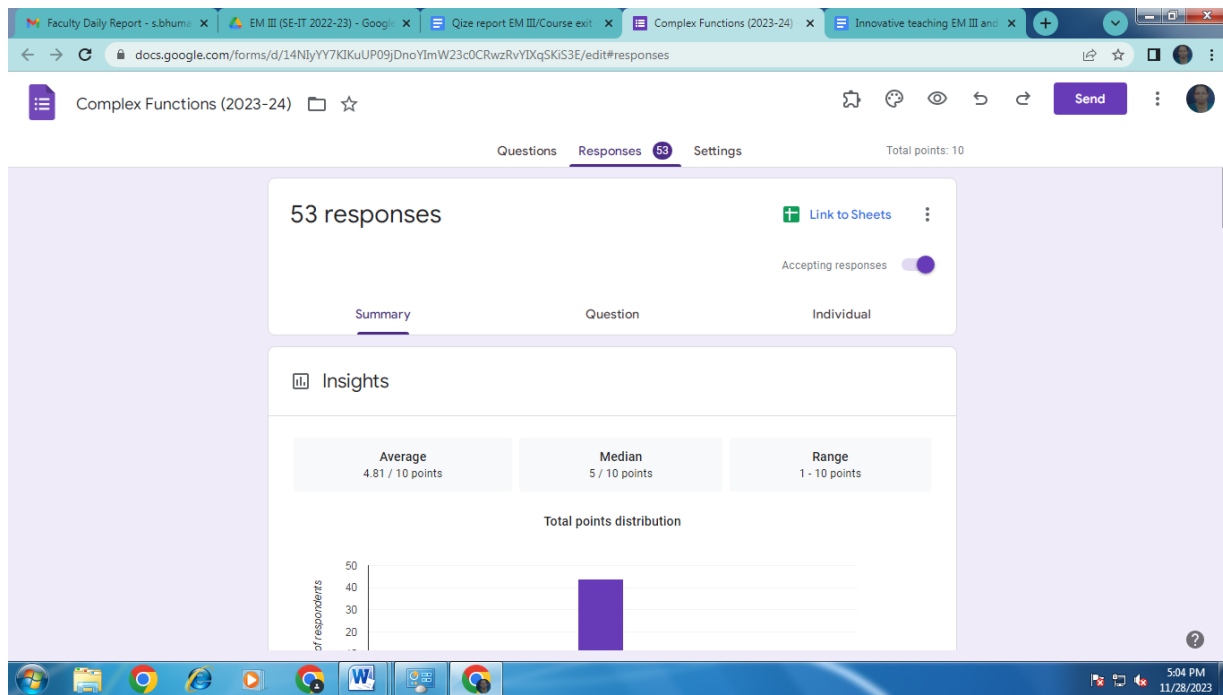 Faculty Daily Report - s.bhuma
EM III (SE-IT 2022-23) - Google
Qize report EM III/Course exit
Complex Functions (2023-24)
Innovative teaching EM III and
docs.google.com/forms/d/14NIyYY7KIKuUP09jDnoYImW23c0CRwzRvYIXqSKiS3E/edit#responses
Complex Functions (2023-24)
Send
Questions Responses 53 Settings
Total points: 10
53 responses
Link to Sheets
Accepting responses
Summary Question Individual
Insights
Average Median Range
4.81 / 10 points 5 / 10 points 1 - 10 points
Total points distribution
50
40
30
20
of respondents
5:04 PM
11/28/2023